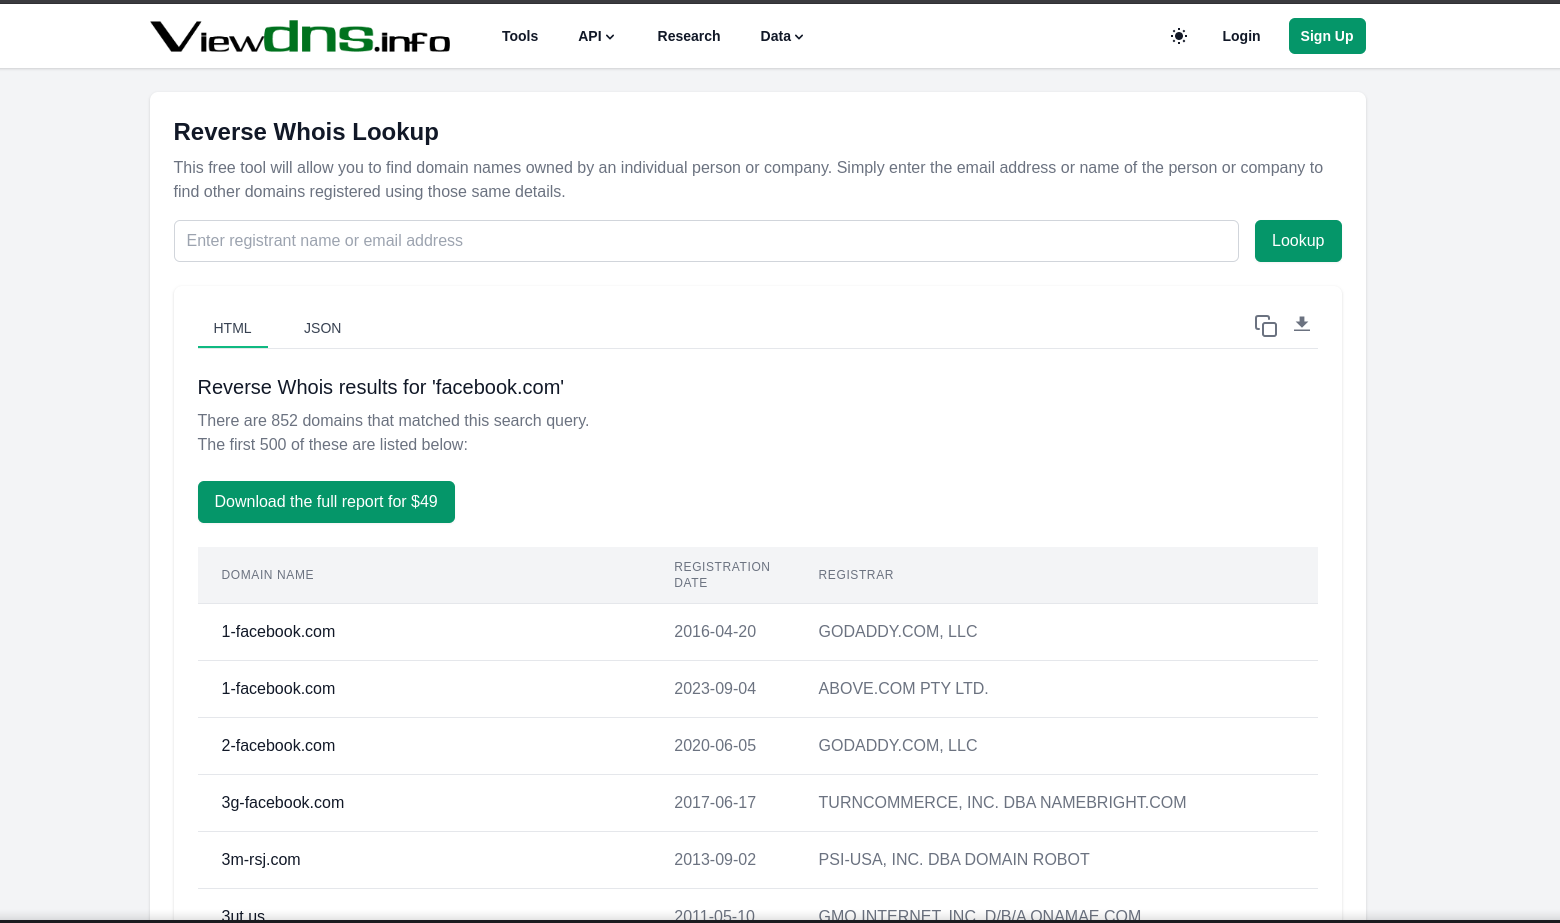 Viewdns.info
Tools
API
Research
Data
Login
Sign Up
Reverse Whois Lookup
This free tool will allow you to find domain names owned by an individual person or company. Simply enter the email address or name of the person or company to
find other domains registered using those same details.
Enter registrant name or email address
Lookup
HTML
JSON
Reverse Whois results for 'facebook.com'
There are 852 domains that matched this search query.
The first 500 of these are listed below:
Download the full report for $49
DOMAIN NAME
REGISTRATION
DATE
REGISTRAR
1-facebook.com 2016-04-20 GODADDY.COM, LLC
1-facebook.com 2023-09-04 ABOVE.COM PTY LTD.
2-facebook.com 2020-06-05 GODADDY.COM, LLC
3g-facebook.com 2017-06-17 TURNCOMMERCE, INC. DBA NAMEBRIGHT.COM
3m-rsj.com 2013-09-02 PSI-USA, INC. DBA DOMAIN ROBOT
3ut.us 2011-05-10 GMO INTERNET, INC. D/B/A ONAMAE.COM